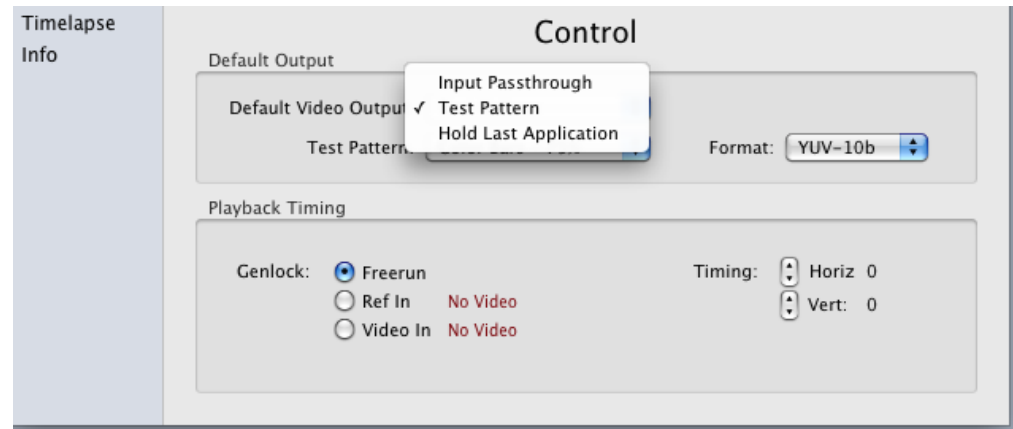 Timelapse
Info
Control
Default Output
Default Video Output
Input Passthrough
✓ Test Pattern
Hold Last Application
Test Pattern:
Format: YUV-10b
Playback Timing
Genlock: Freerun
Ref In No Video
Video In No Video
Timing: Horiz 0
Vert: 0